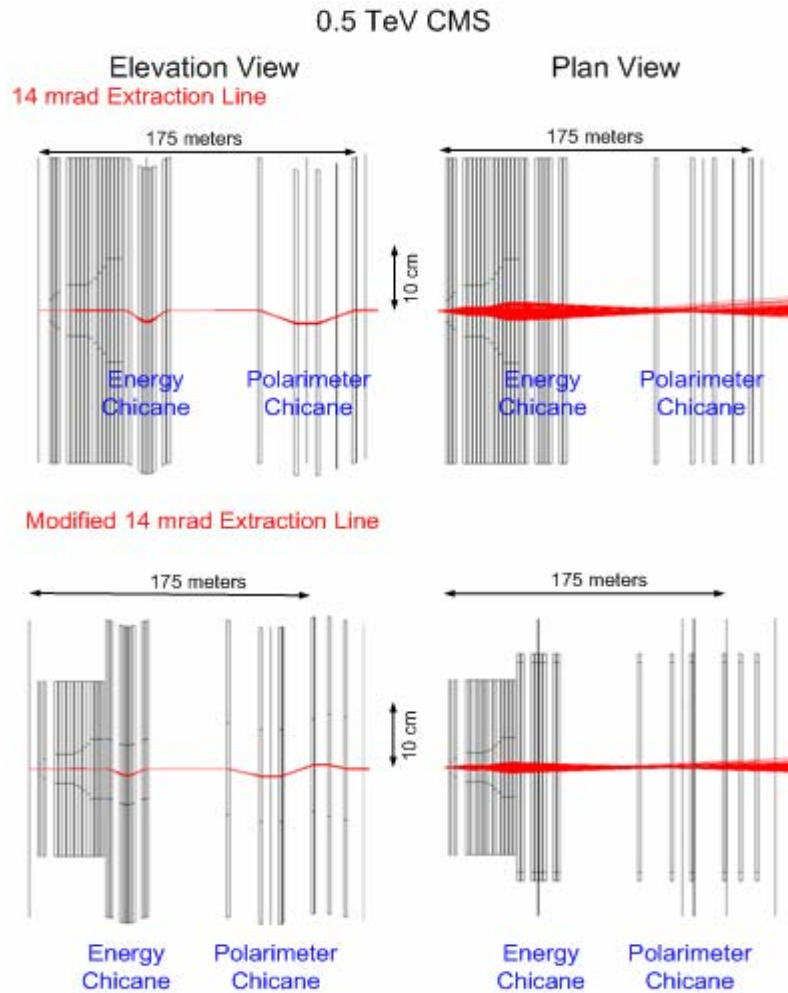 0.5 TeV CMS
Elevation View
Plan View
14 mrad Extraction Line
175 meters
175 meters
10 cm
Energy
Chicane
Polarimeter
Chicane
Energy
Chicane
Polarimeter
Chicane
Modified 14 mrad Extraction Line
175 meters
175 meters
10 cm
Energy
Chicane
Polarimeter
Chicane
Energy
Chicane
Polarimeter
Chicane